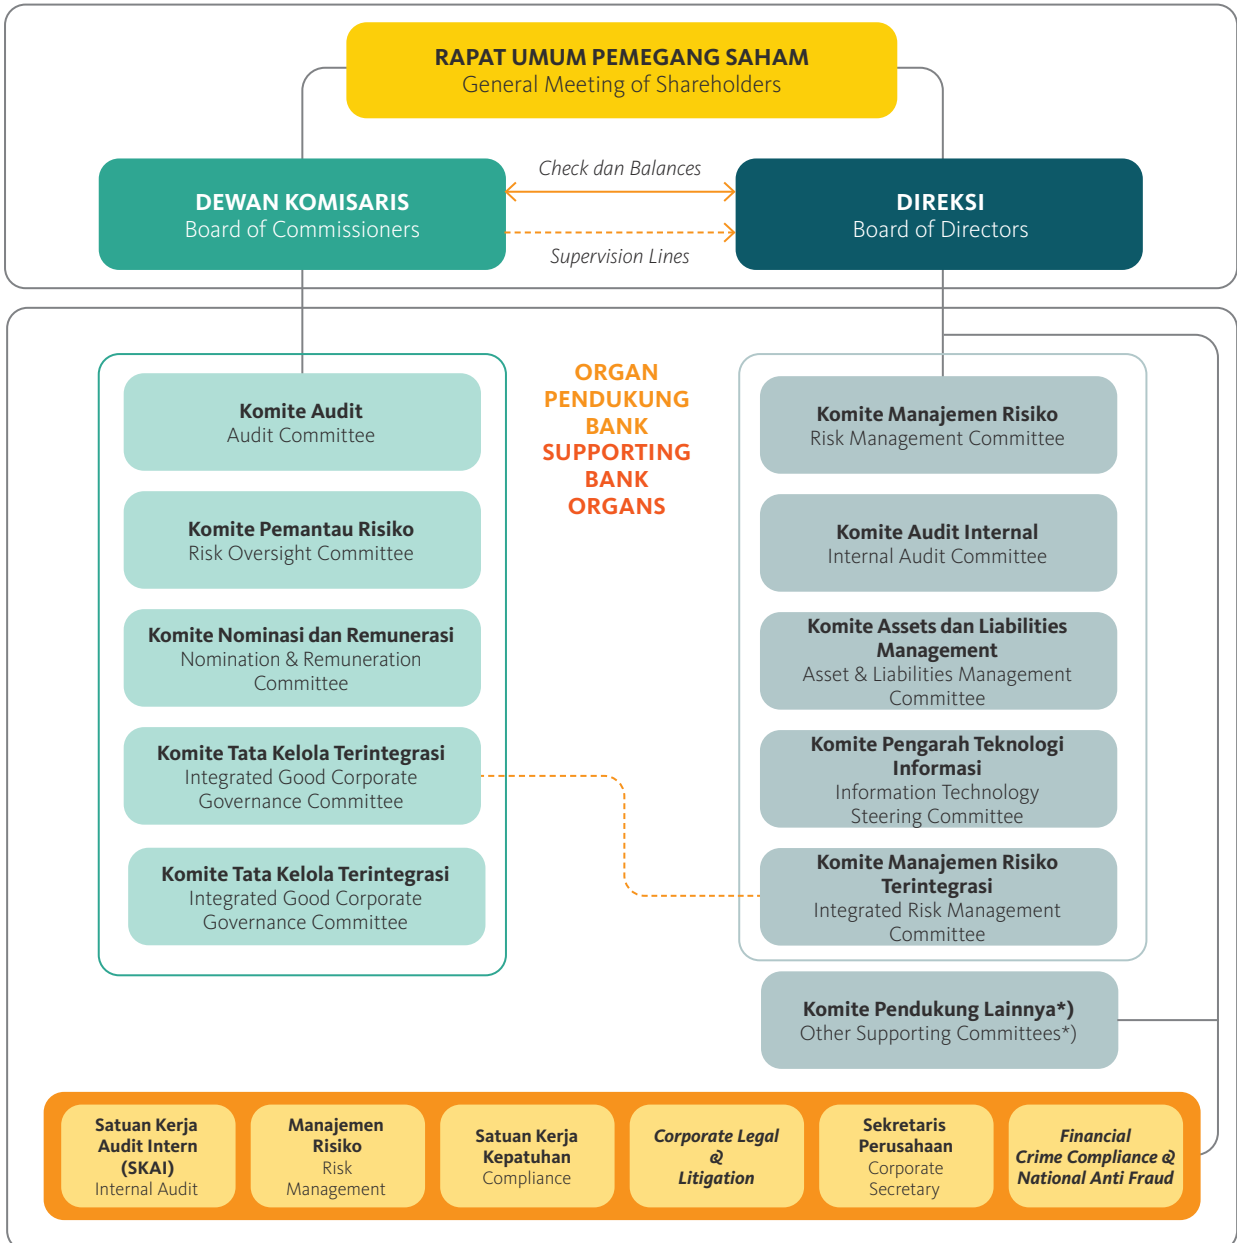 RAPAT UMUM PEMEGANG SAHAM
General Meeting of Shareholders
DEWAN KOMISARIS
Board of Commissioners
Check dan Balances
Supervision Lines
DIREKSI
Board of Directors
Komite Audit
Audit Committee
Komite Pemantau Risiko
Risk Oversight Committee
Komite Nominasi dan Remunerasi
Nomination & Remuneration
Committee
Komite Tata Kelola Terintegrasi
Integrated Good Corporate
Governance Committee
Komite Tata Kelola Terintegrasi
Integrated Good Corporate
Governance Committee
ORGAN
PENDUKUNG
BANK
SUPPORTING
BANK
ORGANS
Komite Manajemen Risiko
Risk Management Committee
Komite Audit Internal
Internal Audit Committee
Komite Assets dan Liabilities
Management
Asset & Liabilities Management
Committee
Komite Pengarah Teknologi
Informasi
Information Technology
Steering Committee
Komite Manajemen Risiko
Terintegrasi
Integrated Risk Management
Committee
Komite Pendukung Lainnya*)
Other Supporting Committees*)
Satuan Kerja
Audit Intern
(SKAI)
Internal Audit
Manajemen
Risiko
Risk
Management
Satuan Kerja
Kepatuhan
Compliance
Corporate Legal
&
Litigation
Sekretaris
Perusahaan
Corporate
Secretary
Financial
Crime Compliance &
National Anti Fraud